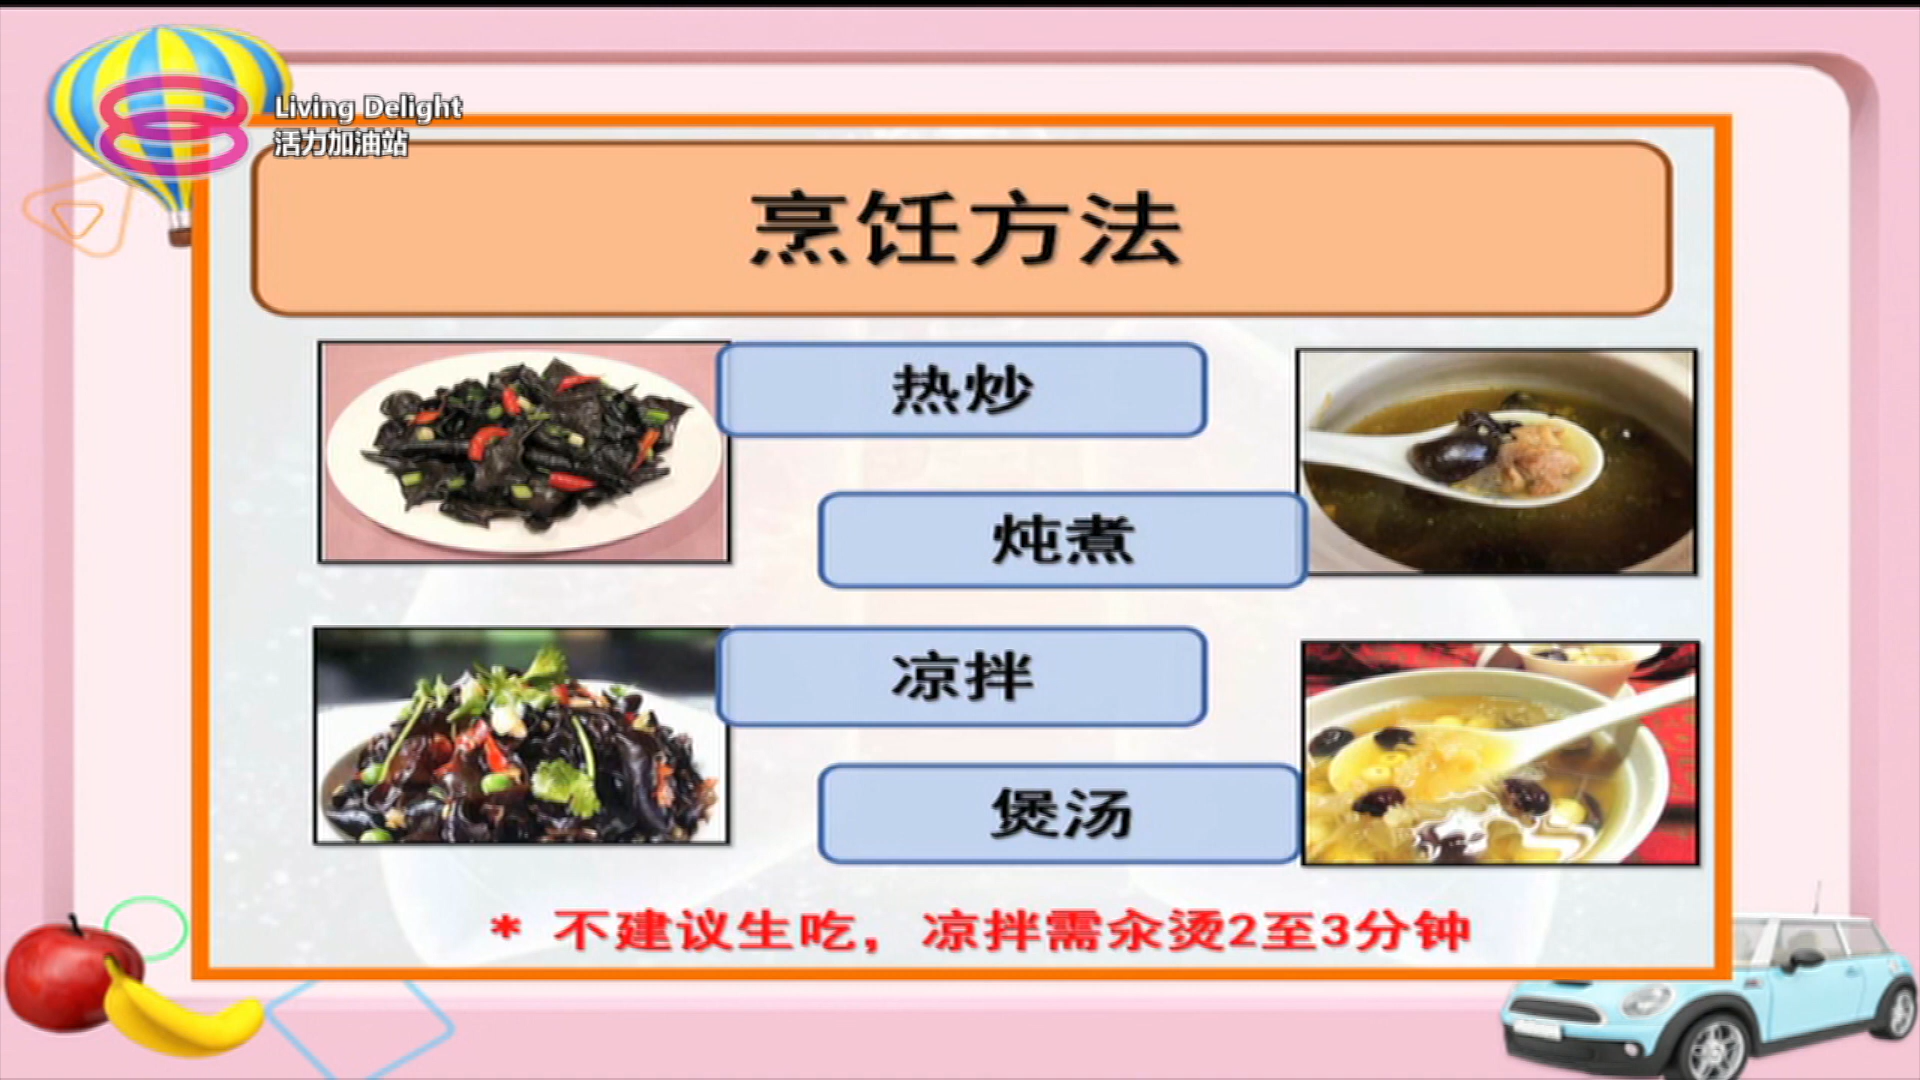 Living Delight
活力加油站
烹饪方法
热炒
炖煮
凉拌
煲汤
* 不建议生吃，凉拌需汆烫2至3分钟